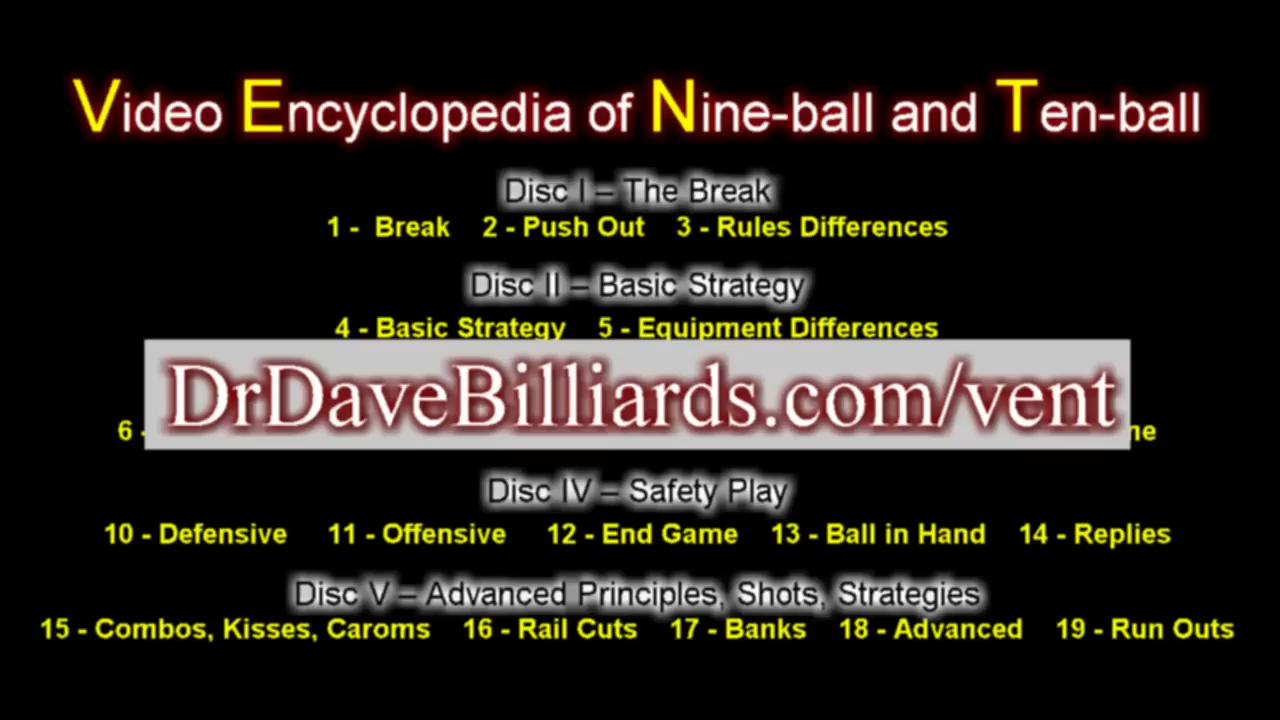 Video Encyclopedia of Nine-ball and Ten-ball
Disc I – The Break
1 - Break 2 - Push Out 3 - Rules Differences
Disc II – Basic Strategy
4 - Basic Strategy 5 - Equipment Differences
DrDaveBilliards.com/vent
6 -
Disc IV – Safety Play
10 - Defensive 11 - Offensive 12 - End Game 13 - Ball in Hand 14 - Replies
Disc V – Advanced Principles, Shots, Strategies
15 - Combos, Kisses, Caroms 16 - Rail Cuts 17 - Banks 18 - Advanced 19 - Run Outs